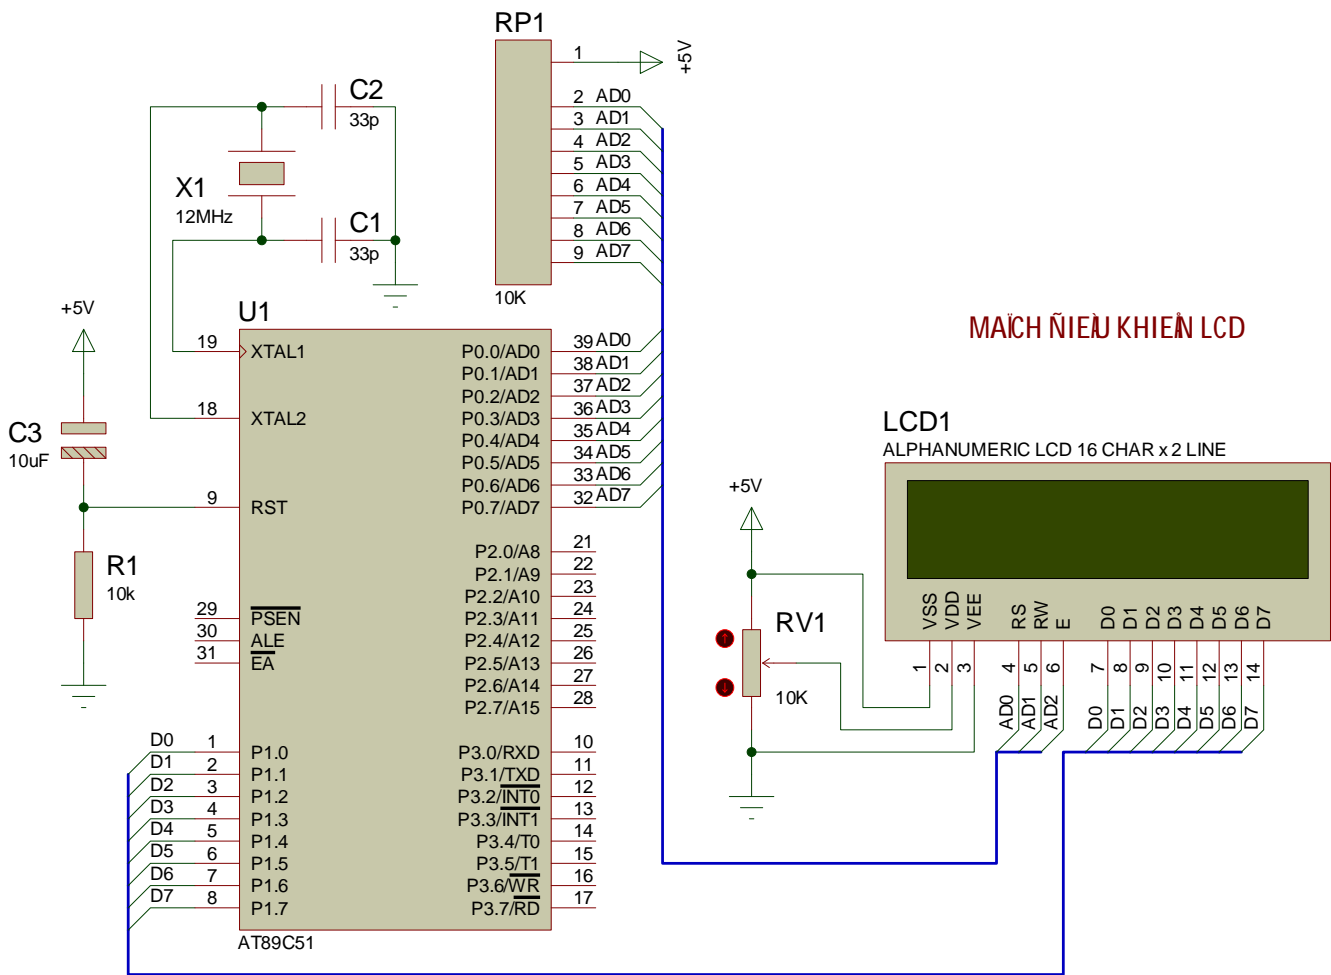 RP1
1
+5V
2 AD0
3 AD1
4 AD2
5 AD3
6 AD4
7 AD5
8 AD6
9 AD7
10K
C2
33p
X1
12MHz
C1
33p
+5V
C3
10uF
R1
10k
U1
19 XTAL1
18 XTAL2
9 RST
29 PSEN
30 ALE
31 EA
D0 1 P1.0
D1 2 P1.1
D2 3 P1.2
D3 4 P1.3
D4 5 P1.4
D5 6 P1.5
D6 7 P1.6
D7 8 P1.7
P0.0/AD0 39 AD0
P0.1/AD1 38 AD1
P0.2/AD2 37 AD2
P0.3/AD3 36 AD3
P0.4/AD4 35 AD4
P0.5/AD5 34 AD5
P0.6/AD6 33 AD6
P0.7/AD7 32 AD7
P2.0/A8 21
P2.1/A9 22
P2.2/A10 23
P2.3/A11 24
P2.4/A12 25
P2.5/A13 26
P2.6/A14 27
P2.7/A15 28
P3.0/RXD 10
P3.1/TXD 11
P3.2/INT0 12
P3.3/INT1 13
P3.4/T0 14
P3.5/T1 15
P3.6/WR 16
P3.7/RD 17
AT89C51
MAÏCH ÑIEÀU KHIEÅN LCD
LCD1
ALPHANUMERIC LCD 16 CHAR x 2 LINE
+5V
RV1
10K
VSS VDD VEE RS RW E D0 D1 D2 D3 D4 D5 D6 D7
1 2 3 4 5 6 7 8 9 10 11 12 13 14
AD0 AD1 AD2 D0 D1 D2 D3 D4 D5 D6 D7